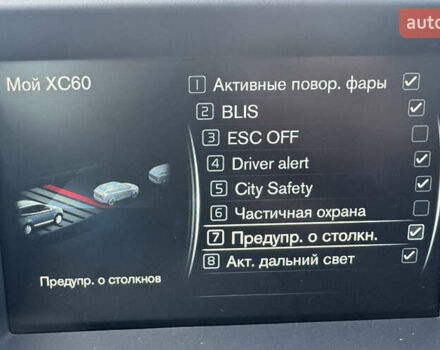 auto
Мой XC60
1 Активные повор. фары
2 BLIS
3 ESC OFF
4 Driver alert
5 City Safety
6 Частичная охрана
7 Предупр. о столкн.
8 Акт. дальний свет
Предупр. о столкнов